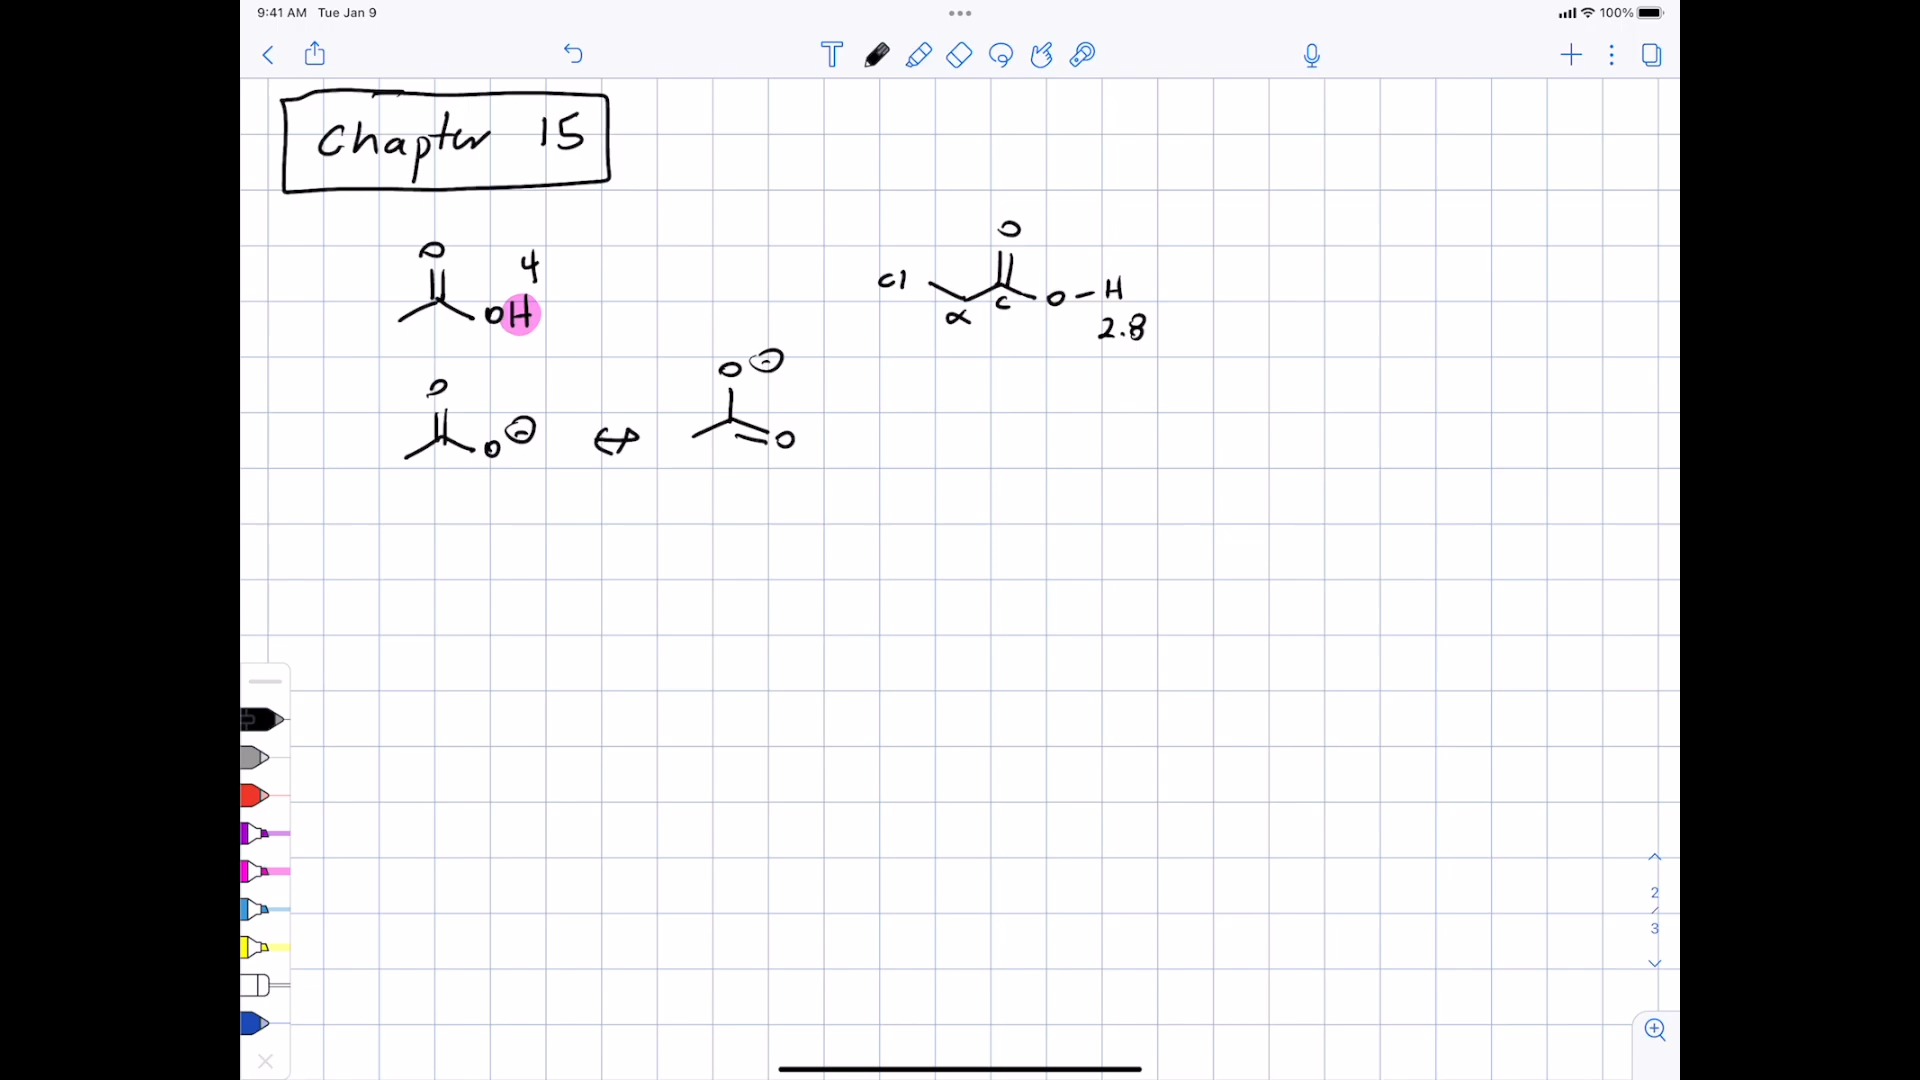 9:41 AM Tue Jan 9
100%
T
Chapter 15
O
4
OH
O
O ⊖ ↔ O ⊖
O
O
Cl
α
C
O - H
2.8
2
/
3